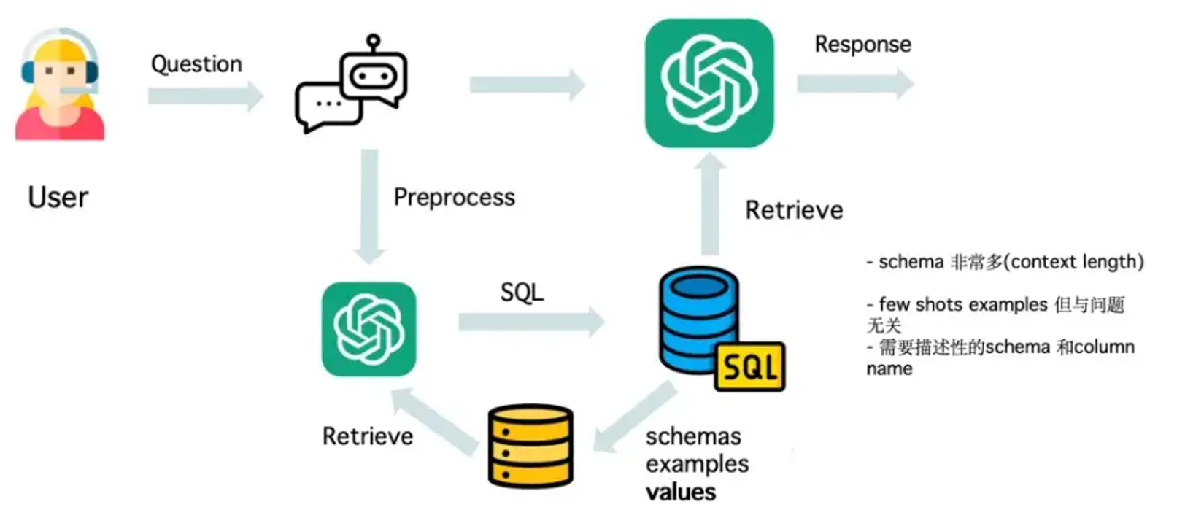 Question
Response
User
Preprocess
Retrieve
- schema 非常多(context length)
SQL
- few shots examples 但与问题
无关
- 需要描述性的schema 和column
name
SQL
Retrieve
schemas
examples
values